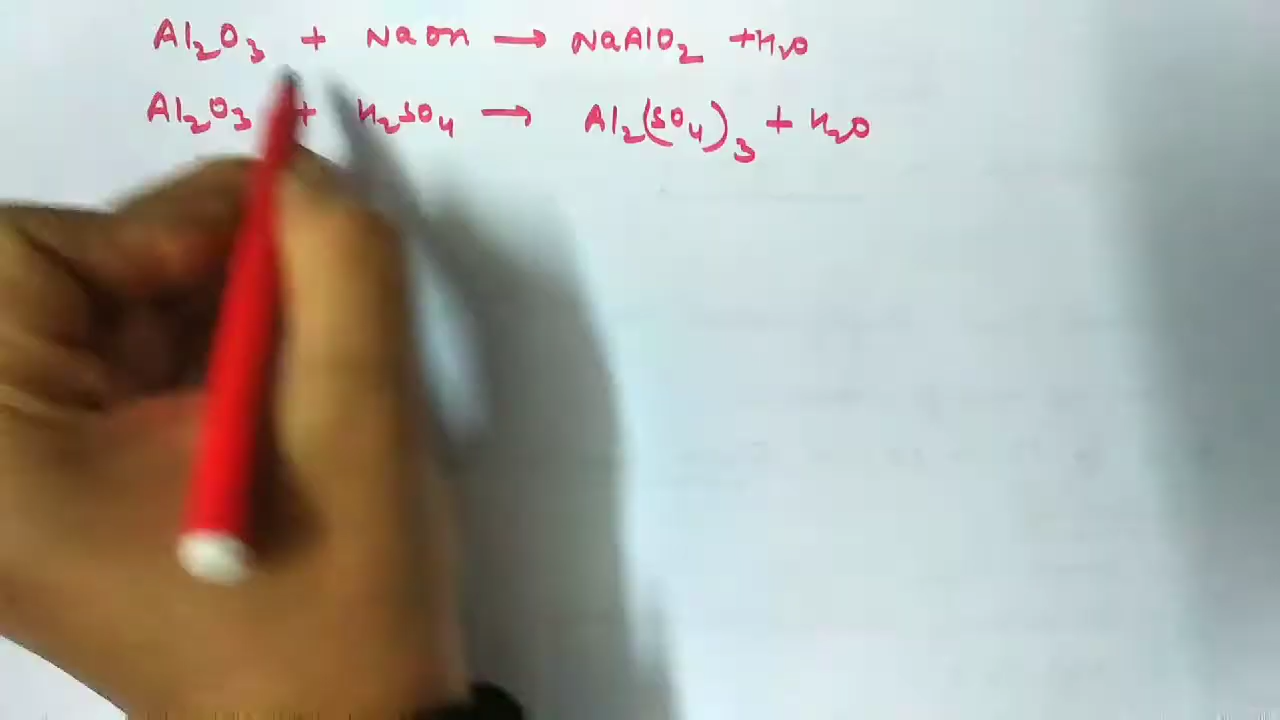 Al₂O₃ + NaOH → NaAlO₂ + H₂O
Al₂O₃ + H₂SO₄ → Al₂(SO₄)₃ + H₂O